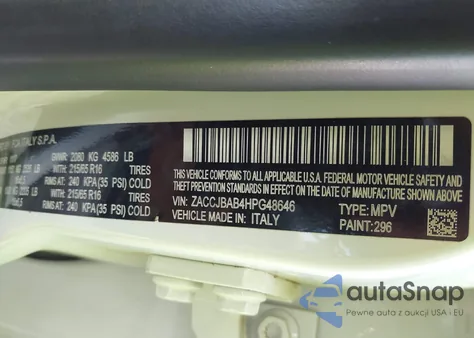 FCA ITALY S.P.A.
GVWR: 2080 KG 4586 LB
WITH 215/65 R16 TIRES
AT: 240 KPA(35 PSI) COLD
WITH 215/65 R16 TIRES
RIMS AT: 240 KPA(35 PSI) COLD
THIS VEHICLE CONFORMS TO ALL APPLICABLE U.S.A. FEDERAL MOTOR VEHICLE SAFETY AND
THEFT PREVENTION STANDARDS IN EFFECT ON THE DATE OF MANUFACTURE SHOWN ABOVE.
VIN: ZACCJBAB4HPG48646 TYPE: MPV
VEHICLE MADE IN: ITALY PAINT: 296
autoSnap
Pewne auta z aukcji USA i EU